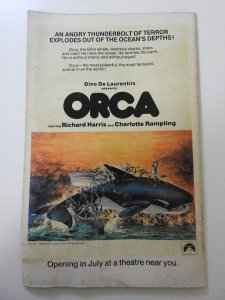 AN ANGRY THUNDERBOLT OF TERROR
EXPLODES OUT OF THE OCEAN'S DEPTHS!
Orca, the killer whale, destroys sharks, ships
and men! He rules the ocean. He terrifies the earth.
He is without mercy and without equal!
Orca—the most powerful, the most fantastic
animal in all the world!
Dino De Laurentiis
presents
ORCA
starring Richard Harris and Charlotte Rampling
Opening in July at a theatre near you.